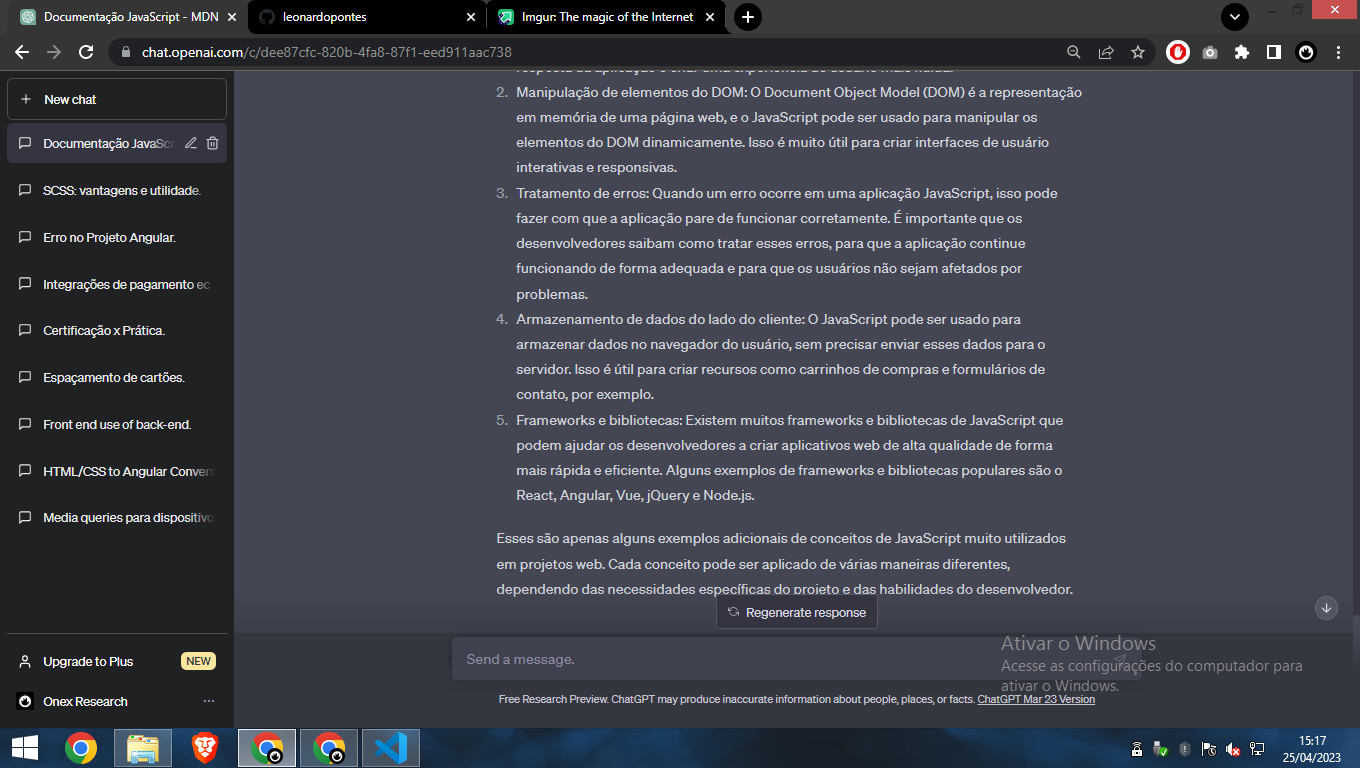 Documentação JavaScript - MDN
leonardopontes
Imgur: The magic of the Internet
chat.openai.com/c/dee87cfc-820b-4fa8-87f1-eed911aac738
New chat
Documentação JavaScr
SCSS: vantagens e utilidade.
Erro no Projeto Angular.
Integrações de pagamento ec
Certificação x Prática.
Espaçamento de cartões.
Front end use of back-end.
HTML/CSS to Angular Convers
Media queries para dispositivo
Upgrade to Plus NEW
Onex Research
resposta da aplicação e criar uma experiência do usuário mais fluida.
2. Manipulação de elementos do DOM: O Document Object Model (DOM) é a representação
em memória de uma página web, e o JavaScript pode ser usado para manipular os
elementos do DOM dinamicamente. Isso é muito útil para criar interfaces de usuário
interativas e responsivas.
3. Tratamento de erros: Quando um erro ocorre em uma aplicação JavaScript, isso pode
fazer com que a aplicação pare de funcionar corretamente. É importante que os
desenvolvedores saibam como tratar esses erros, para que a aplicação continue
funcionando de forma adequada e para que os usuários não sejam afetados por
problemas.
4. Armazenamento de dados do lado do cliente: O JavaScript pode ser usado para
armazenar dados no navegador do usuário, sem precisar enviar esses dados para o
servidor. Isso é útil para criar recursos como carrinhos de compras e formulários de
contato, por exemplo.
5. Frameworks e bibliotecas: Existem muitos frameworks e bibliotecas de JavaScript que
podem ajudar os desenvolvedores a criar aplicativos web de alta qualidade de forma
mais rápida e eficiente. Alguns exemplos de frameworks e bibliotecas populares são o
React, Angular, Vue, jQuery e Node.js.
Esses são apenas alguns exemplos adicionais de conceitos de JavaScript muito utilizados
em projetos web. Cada conceito pode ser aplicado de várias maneiras diferentes,
dependendo das necessidades específicas do projeto e das habilidades do desenvolvedor.
Regenerate response
Send a message.
Free Research Preview. ChatGPT may produce inaccurate information about people, places, or facts. ChatGPT Mar 23 Version
Ativar o Windows
Acesse as configurações do computador para
ativar o Windows.
15:17
25/04/2023